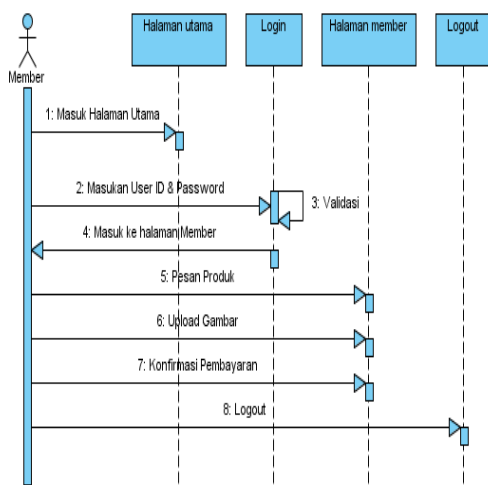 Halaman utama
Login
Halaman member
Logout
Member
1: Masuk Halaman Utama
2: Masukan User ID & Password
3: Validasi
4: Masuk ke halaman Member
5: Pesan Produk
6: Upload Gambar
7: Konfirmasi Pembayaran
8: Logout